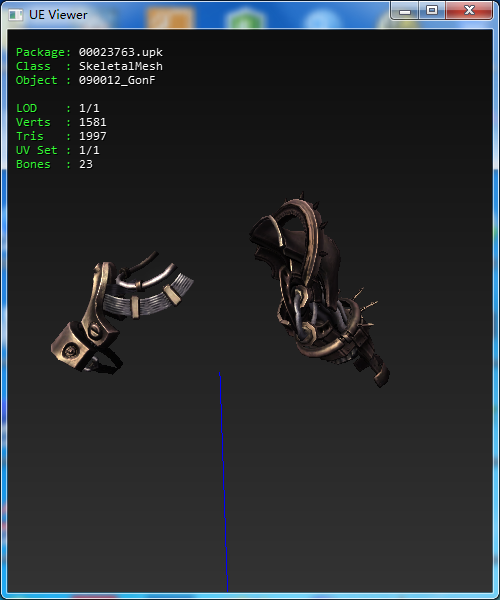 UE Viewer
Package: 00023763.upk
Class : SkeletalMesh
Object : 090012_GonF
LOD : 1/1
Verts : 1581
Tris : 1997
UV Set : 1/1
Bones : 23